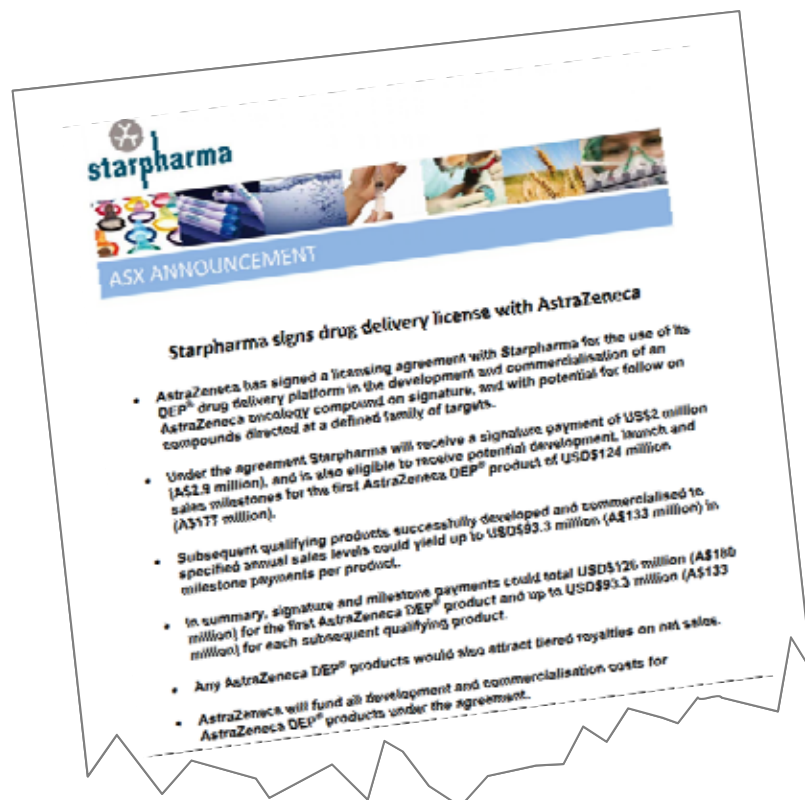 starpharma
ASX ANNOUNCEMENT
Starpharma signs drug delivery license with AstraZeneca
• AstraZeneca has signed a licensing agreement with Starpharma for the use of its
DEP® drug delivery platform in the development and commercialisation of an
AstraZeneca oncology compound on signature, and with potential for follow on
compounds directed at a defined family of targets.
• Under the agreement Starpharma will receive a signature payment of US$2 million
(A$2.9 million), and is also eligible to receive potential development, launch and
sales milestones for the first AstraZeneca DEP® product of USD$124 million
(A$177 million).
• Subsequent qualifying products successfully developed and commercialised to
specified annual sales levels could yield up to USD$93.3 million (A$133 million) in
milestone payments per product.
• In summary, signature and milestone payments could total USD$126 million (A$180
million) for the first AstraZeneca DEP® product and up to USD$93.3 million (A$133
million) for each subsequent qualifying product.
• Any AstraZeneca DEP® products would also attract tiered royalties on net sales.
• AstraZeneca will fund all development and commercialisation costs for
AstraZeneca DEP® products under the agreement.